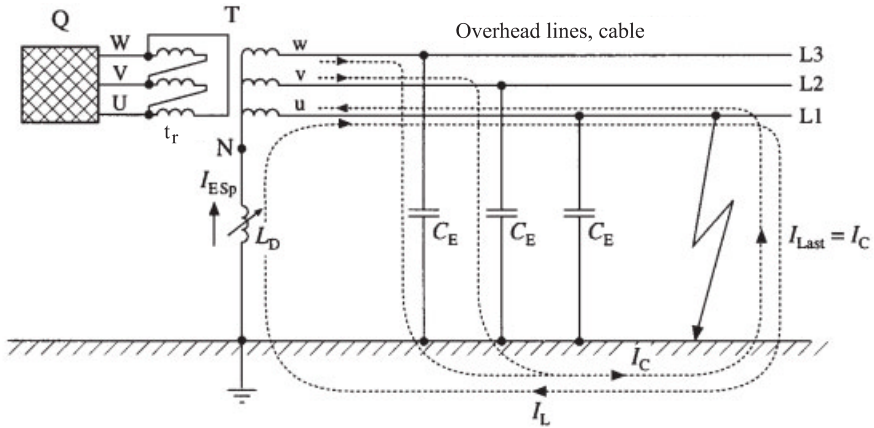 Q
T
Overhead lines, cable
W
w
L3
V
v
L2
U
u
L1
t_r
N
I_ESp
L_D
C_E
C_E
C_E
I_Last = I_C
I_C
I_L